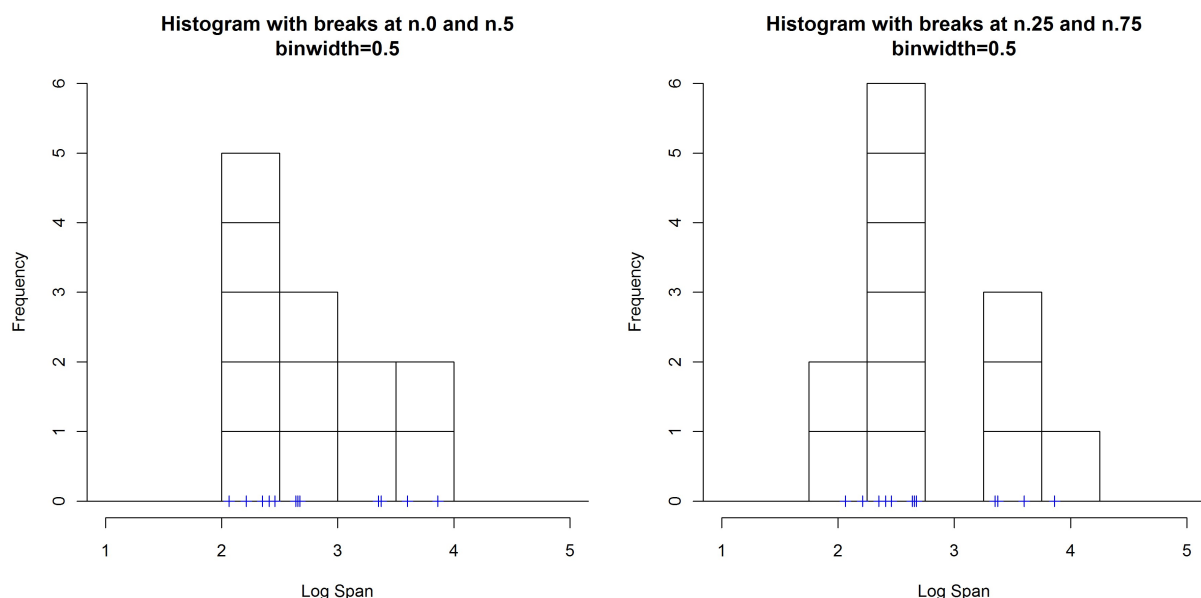 Histogram with breaks at n.0 and n.5
binwidth=0.5
6
5
4
3
2
1
0
Frequency
1 2 3 4 5
Log Span
Histogram with breaks at n.25 and n.75
binwidth=0.5
6
5
4
3
2
1
0
Frequency
1 2 3 4 5
Log Span